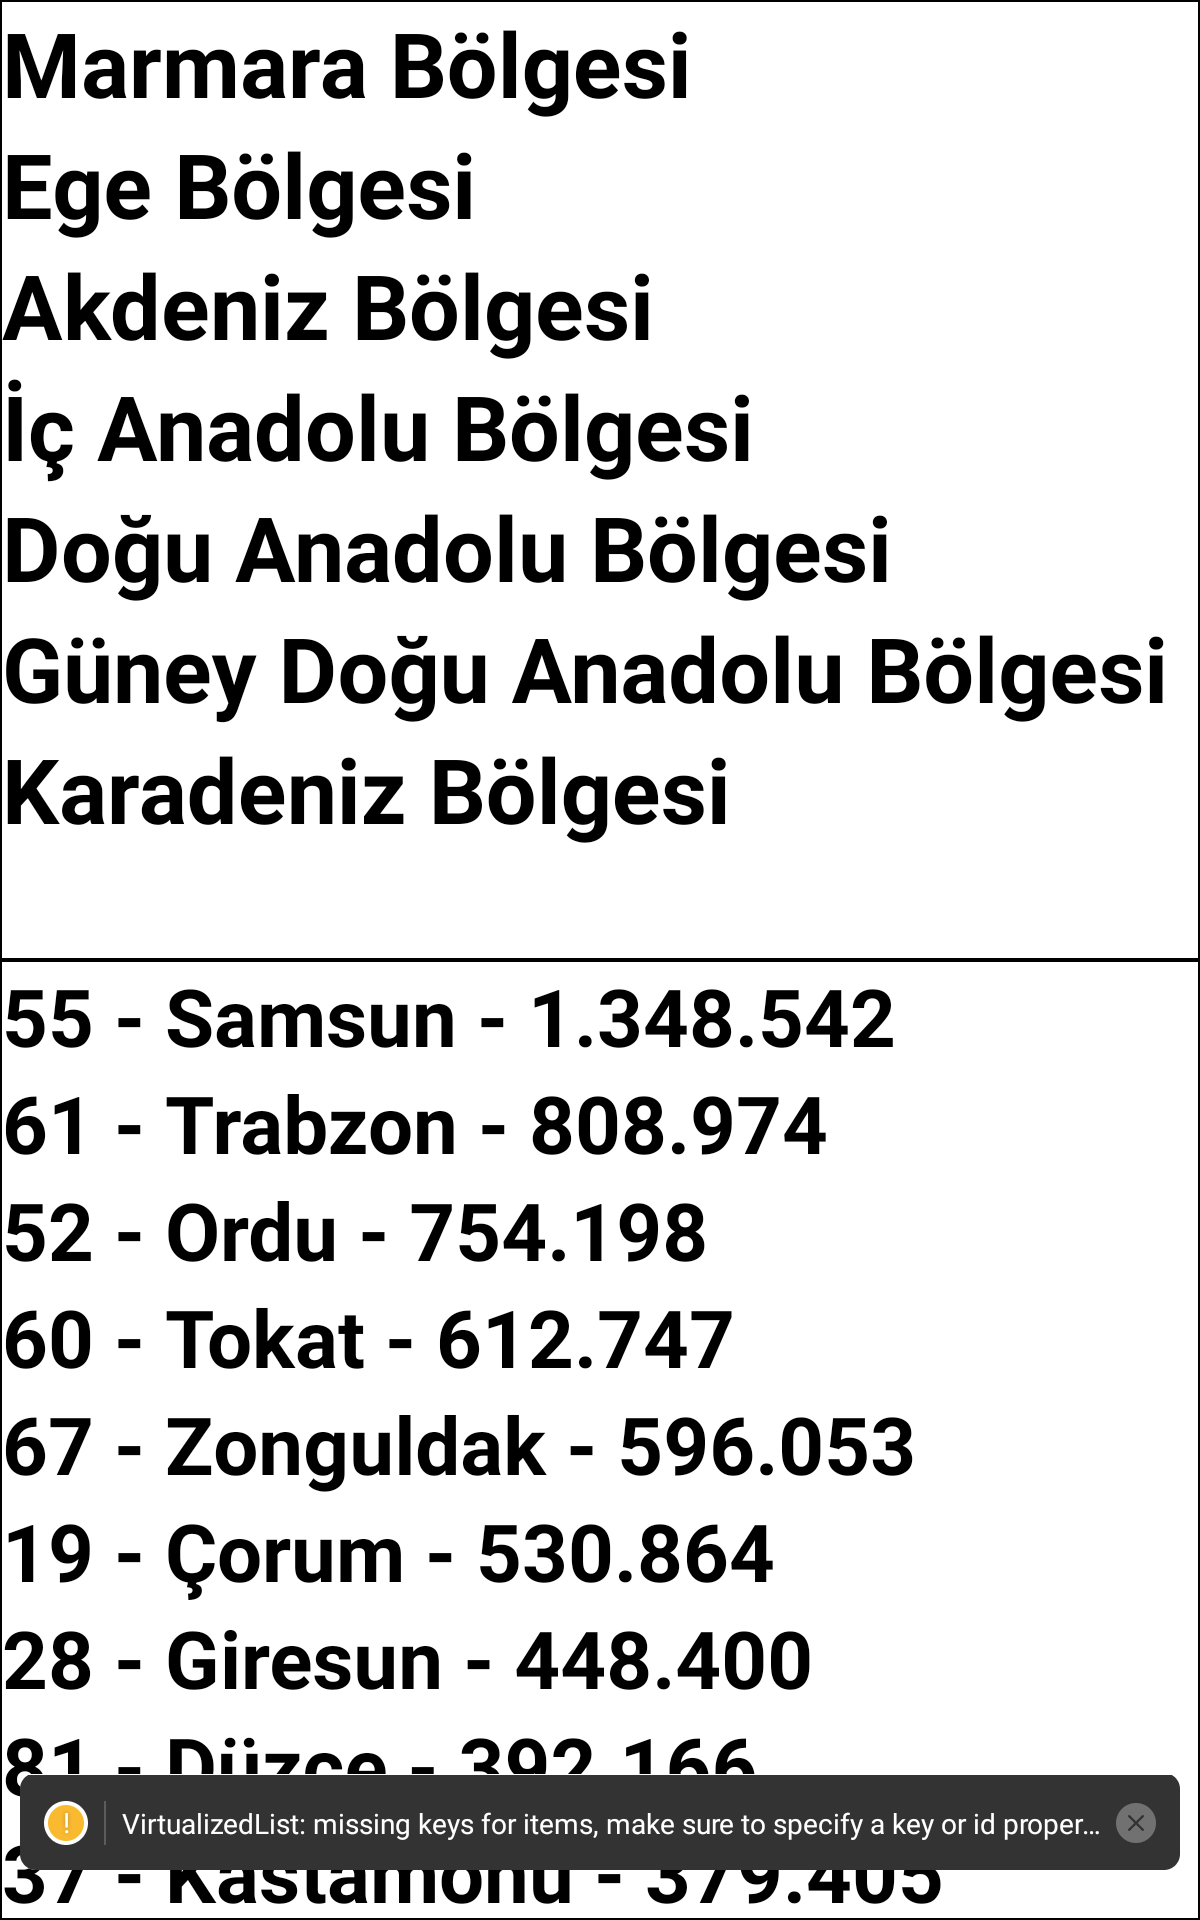 Marmara Bölgesi
Ege Bölgesi
Akdeniz Bölgesi
İç Anadolu Bölgesi
Doğu Anadolu Bölgesi
Güney Doğu Anadolu Bölgesi
Karadeniz Bölgesi
55 - Samsun - 1.348.542
61 - Trabzon - 808.974
52 - Ordu - 754.198
60 - Tokat - 612.747
67 - Zonguldak - 596.053
19 - Çorum - 530.864
28 - Giresun - 448.400
81 - Düzce - 392.166
! VirtualizedList: missing keys for items, make sure to specify a key or id proper...
37 - Kastamonu - 379.405